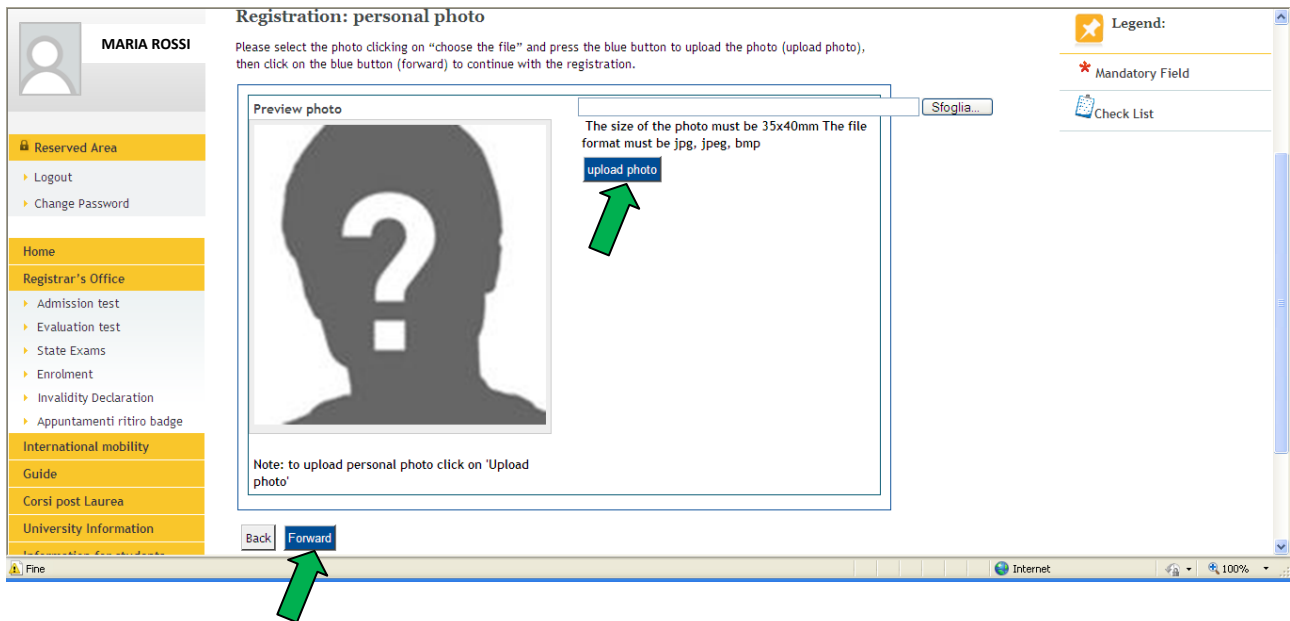 MARIA ROSSI
Reserved Area
Logout
Change Password
Home
Registrar's Office
Admission test
Evaluation test
State Exams
Enrolment
Invalidity Declaration
Appuntamenti ritiro badge
International mobility
Guide
Corsi post Laurea
University Information
Information for students
Registration: personal photo
Please select the photo clicking on “choose the file” and press the blue button to upload the photo (upload photo),
then click on the blue button (forward) to continue with the registration.
Preview photo
Sfoglia...
The size of the photo must be 35x40mm The file
format must be jpg, jpeg, bmp
upload photo
?
Note: to upload personal photo click on 'Upload
photo'
Back
Forward
Legend:
* Mandatory Field
Check List
Fine
Internet
100%